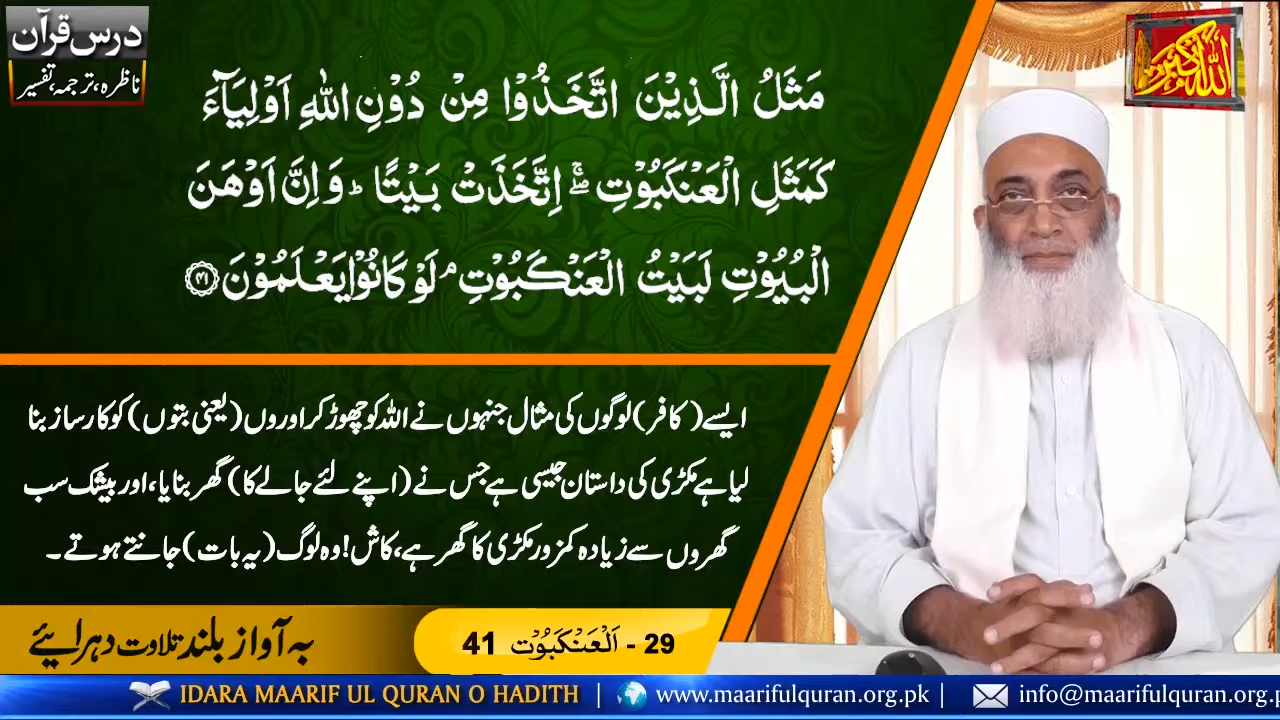 درس قرآن
ناظرہ، ترجمہ، تفسیر
اللہ اکبر
مَثَلُ الَّذِیْنَ اتَّخَذُوْا مِنْ دُوْنِ اللّٰهِ اَوْلِیَآءَ
كَمَثَلِ الْعَنْكَبُوْتِ ۖۚ اِتَّخَذَتْ بَیْتًا ؕ وَ اِنَّ اَوْهَنَ
الْبُیُوْتِ لَبَیْتُ الْعَنْكَبُوْتِ ۘ لَوْ كَانُوْا یَعْلَمُوْنَ ﴿۴۱﴾
ایسے (کافر) لوگوں کی مثال جنہوں نے اللہ کو چھوڑ کر اوروں (یعنی بتوں) کو کارساز بنا
لیا ہے مکڑی کی داستان جیسی ہے جس نے (اپنے لئے جالے کا) گھر بنایا، اور بیشک سب
گھروں سے زیادہ کمزور مکڑی کا گھر ہے، کاش! وہ لوگ (یہ بات) جانتے ہوتے۔
29 - اَلْعَنْكَبُوْت 41
بہ آواز بلند تلاوت دہرایئے
IDARA MAARIF UL QURAN O HADITH | www.maarifulquran.org.pk | info@maarifulquran.org.p